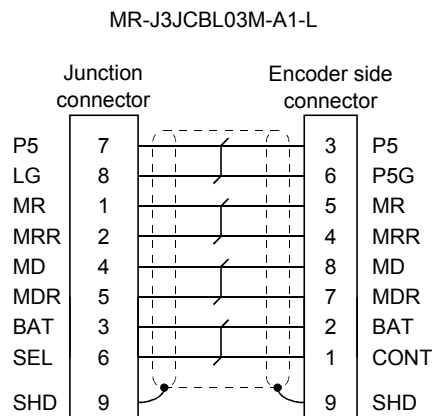 MR-J3JCBL03M-A1-L
Junction connector
Encoder side connector
P5 7 3 P5
LG 8 6 P5G
MR 1 5 MR
MRR 2 4 MRR
MD 4 8 MD
MDR 5 7 MDR
BAT 3 2 BAT
SEL 6 1 CONT
SHD 9 9 SHD